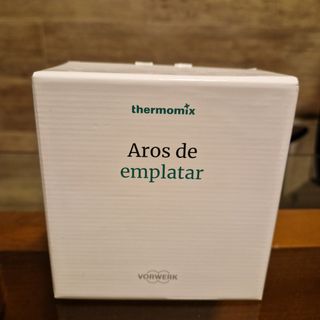 thermomix
Aros de
emplatar
VORWERK